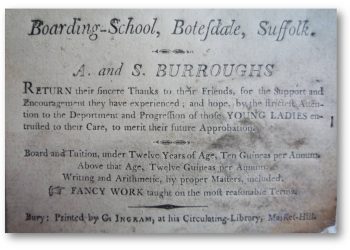 Boarding-School, Botesdale, Suffolk.
A. and S. BURROUGHS
RETURN their sincere Thanks to their Friends, for the Support and
Encouragement they have experienced; and hope, by the strictest Atten-
tion to the Deportment and Progression of those YOUNG LADIES en-
trusted to their Care, to merit their future Approbation.
Board and Tuition, under Twelve Years of Age, Ten Guineas per Annum.
Above that Age, Twelve Guineas per Annum.
Writing and Arithmetic, by proper Masters, included.
☞ FANCY WORK taught on the most reasonable Terms.
Bury: Printed by G. INGRAM, at his Circulating-Library, Market-Hill.